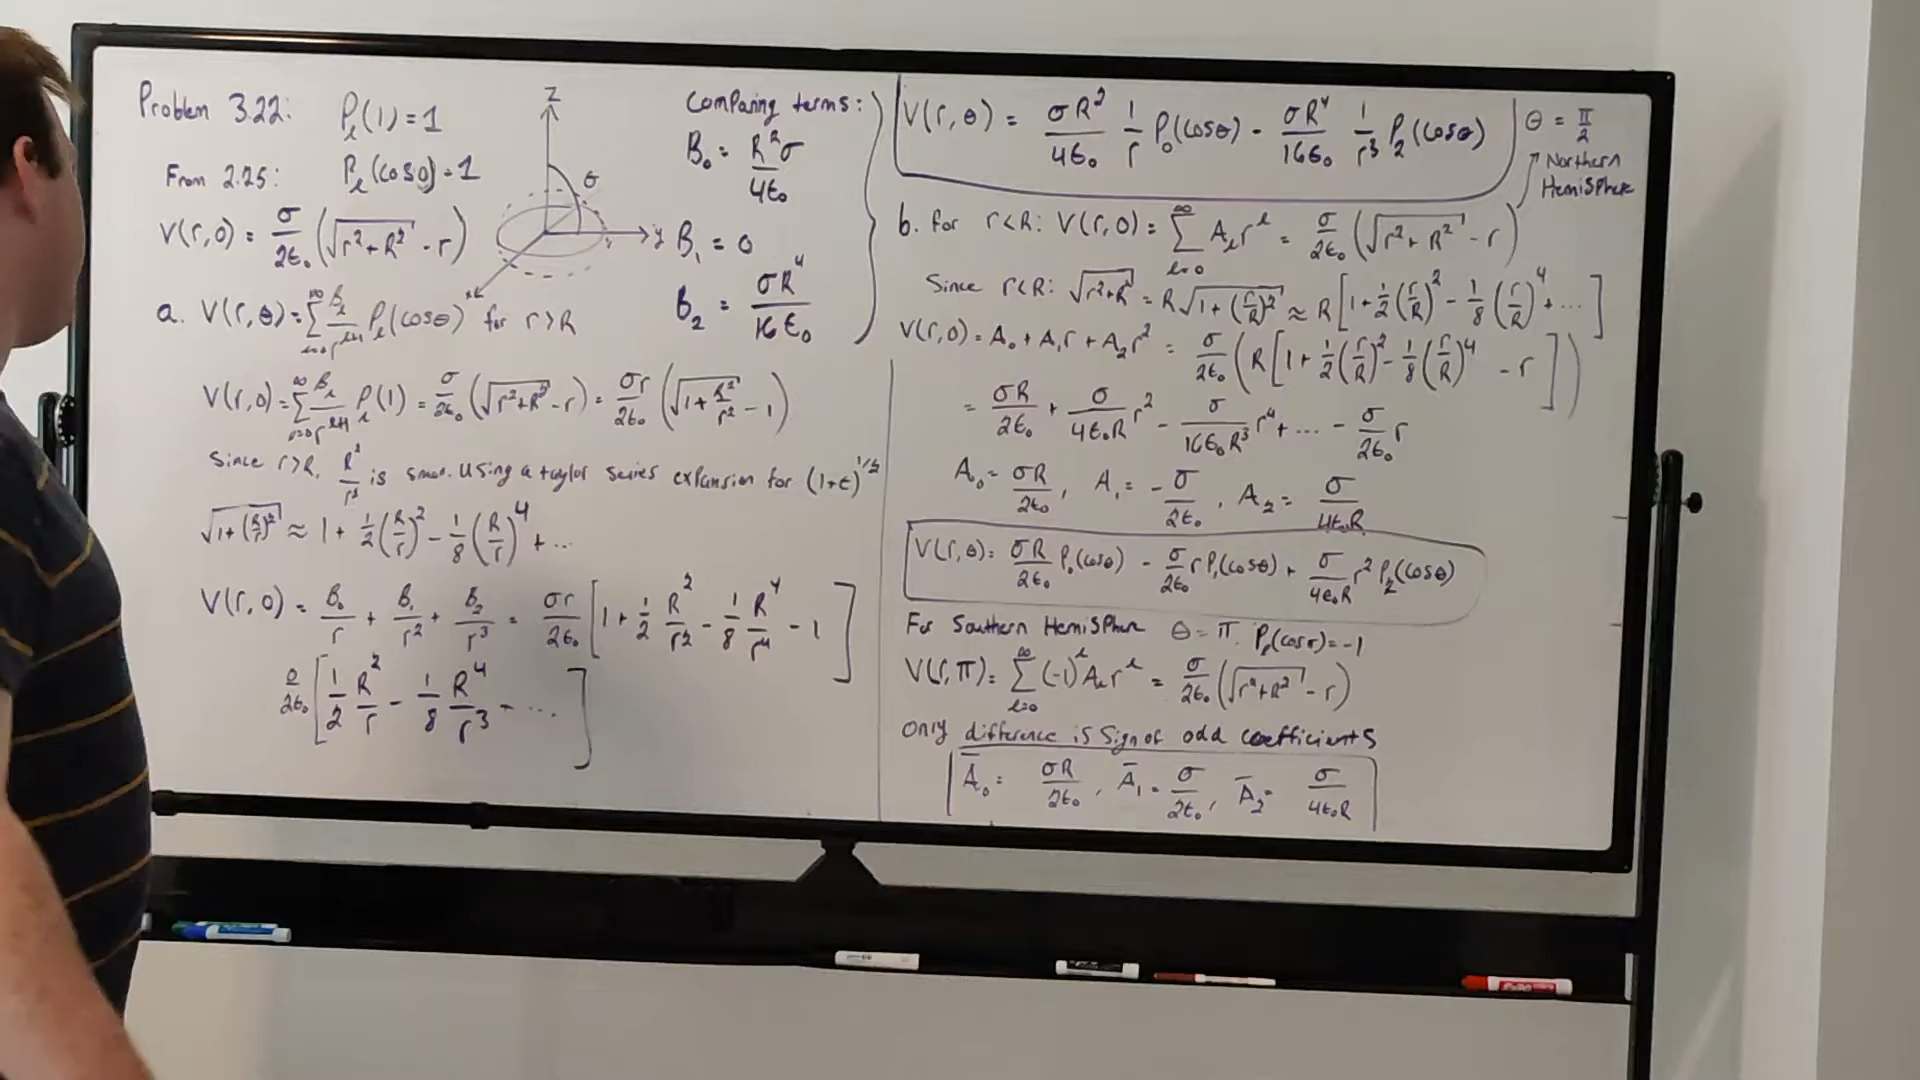 Problem 3.22: P_l(1) = 1
From 2.25: P_l(cos0) = 1
V(r,0) = σ/2ε₀ (√(r²+R²) - r)
z
θ
y
x
a. V(r,θ) = Σ_{l=0}^∞ B_l/r^{l+1} P_l(cosθ) for r>R
V(r,0) = Σ_{l=0}^∞ B_l/r^{l+1} P_l(1) = σ/2ε₀ (√(r²+R²) - r) = σr/2ε₀ (√(1+R²/r²) - 1)
Since r>R, R²/r² is small. Using a taylor series expansion for (1+ε)^{1/2}
√(1+(R/r)²) ≈ 1 + 1/2 (R/r)² - 1/8 (R/r)⁴ + ...
V(r,0) = B₀/r + B₁/r² + B₂/r³ = σr/2ε₀ [1 + 1/2 R²/r² - 1/8 R⁴/r⁴ - 1]
σ/2ε₀ [1/2 R²/r - 1/8 R⁴/r³ - ...]
Comparing terms:
B₀ = R²σ/4ε₀
B₁ = 0
B₂ = σR⁴/16ε₀
V(r,θ) = σR²/4ε₀ 1/r P₀(cosθ) - σR⁴/16ε₀ 1/r³ P₂(cosθ)
θ = π/2
Northern
Hemisphere
b. for r<R: V(r,0) = Σ_{l=0}^∞ A_l r^l = σ/2ε₀ (√(r²+R²) - r)
Since r<R: √(r²+R²) = R√(1+(r/R)²) ≈ R[1+1/2(r/R)² - 1/8(r/R)⁴ + ...]
V(r,0) = A₀ + A₁r + A₂r² = σ/2ε₀ (R[1+1/2(r/R)² - 1/8(r/R)⁴ - r])
= σR/2ε₀ + σ/4ε₀R r² - σ/16ε₀R³ r⁴ + ... - σ/2ε₀ r
A₀ = σR/2ε₀, A₁ = -σ/2ε₀, A₂ = σ/4ε₀R
V(r,θ) = σR/2ε₀ P₀(cosθ) - σ/2ε₀ r P₁(cosθ) + σ/4ε₀R r² P₂(cosθ)
For Southern Hemisphere θ = π. P_l(cosπ) = -1
V(r,π) = Σ_{l=0}^∞ (-1)^l A_l r^l = σ/2ε₀ (√(r²+R²) - r)
Only difference is sign of odd coefficients
Ā₀ = σR/2ε₀, Ā₁ = σ/2ε₀, Ā₂ = σ/4ε₀R